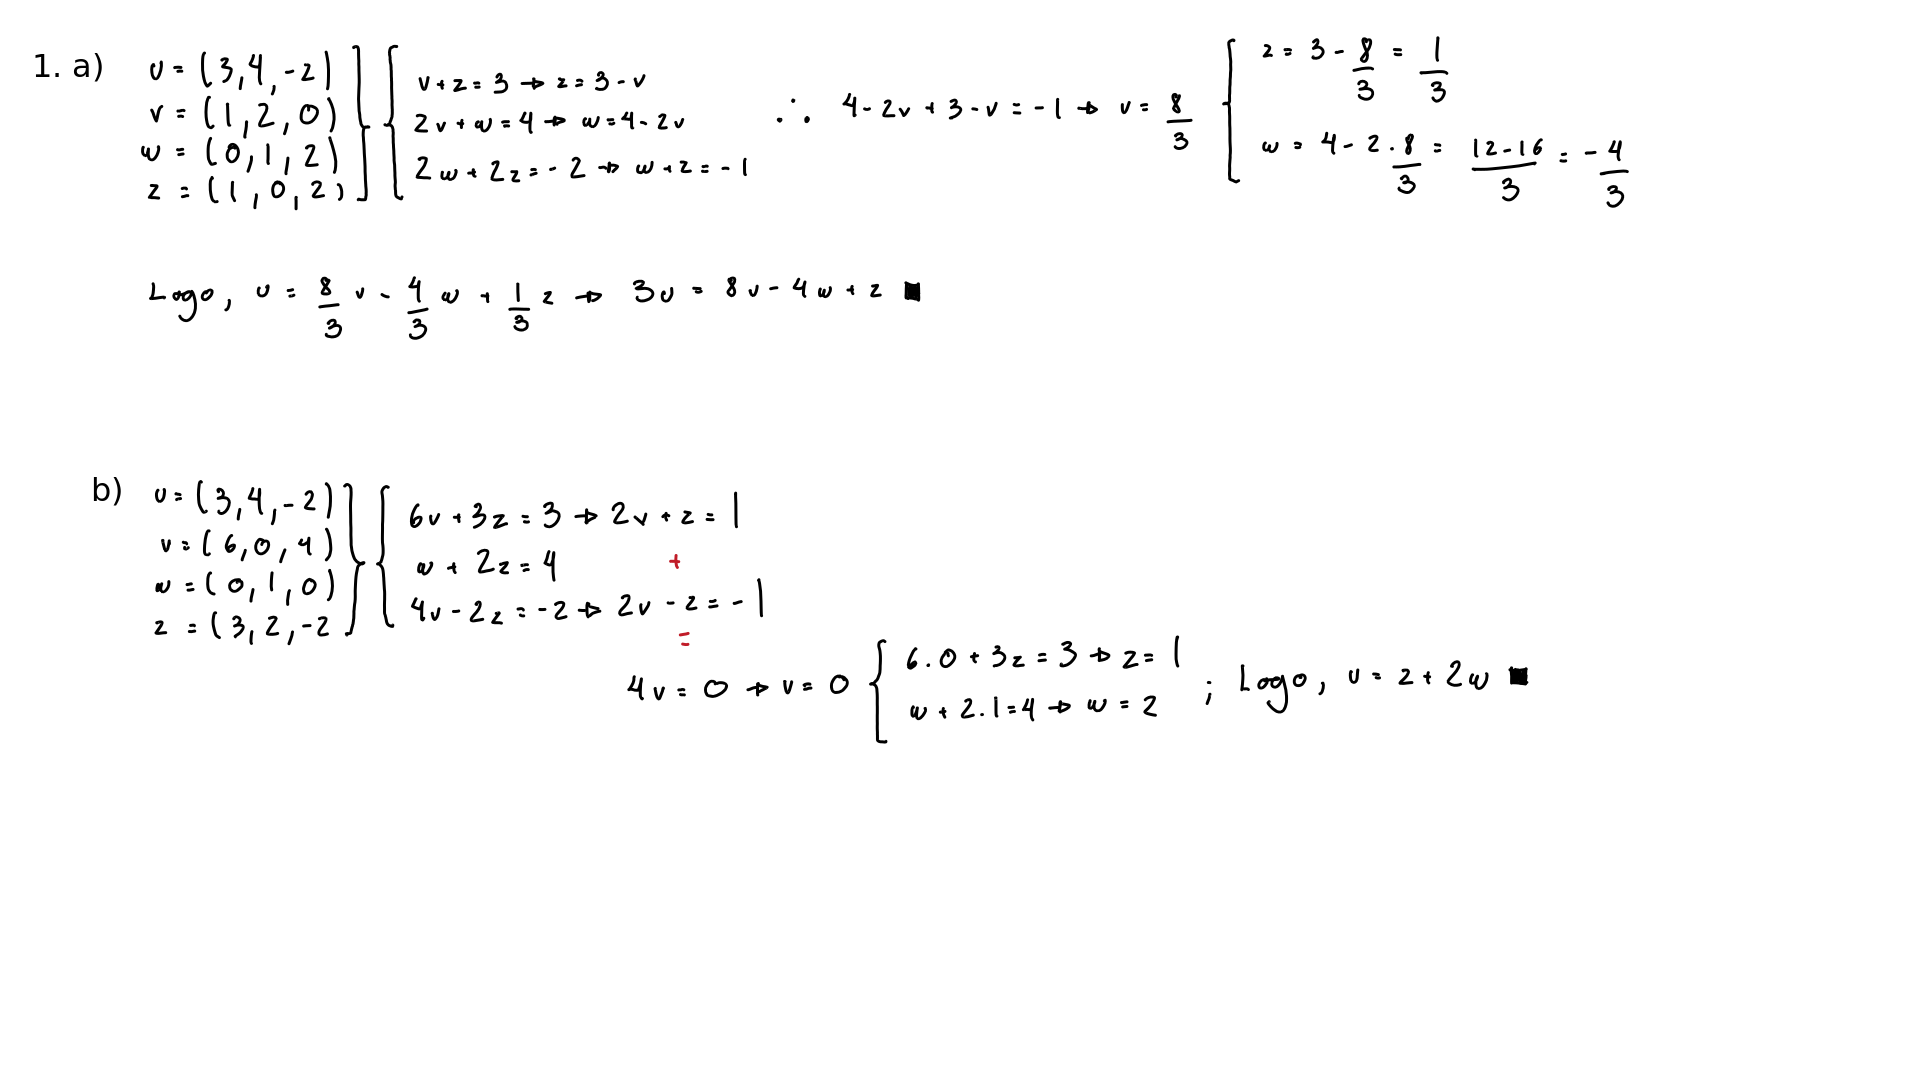 1. a) u = (3,4,-2)
v = (1,2,0)
w = (0,1,2)
z = (1,0,2)
v+z = 3 → z = 3 - v
2v + w = 4 → w = 4 - 2v
2w + 2z = -2 → w + z = -1
∴ 4 - 2v + 3 - v = -1 → v = 8/3
z = 3 - 8/3 = 1/3
w = 4 - 2.8/3 = 12-16/3 = -4/3
Logo, u = 8/3 v - 4/3 w + 1/3 z → 3u = 8v - 4w + z ■
b) u = (3,4,-2)
v = (6,0,4)
w = (0,1,0)
z = (3,2,-2
6v + 3z = 3 → 2v + z = 1
w + 2z = 4 +
4v - 2z = -2 → 2v - z = -1
=
4v = 0 → v = 0
6.0 + 3z = 3 → z = 1
w + 2.1 = 4 → w = 2
; Logo, u = z + 2w ■